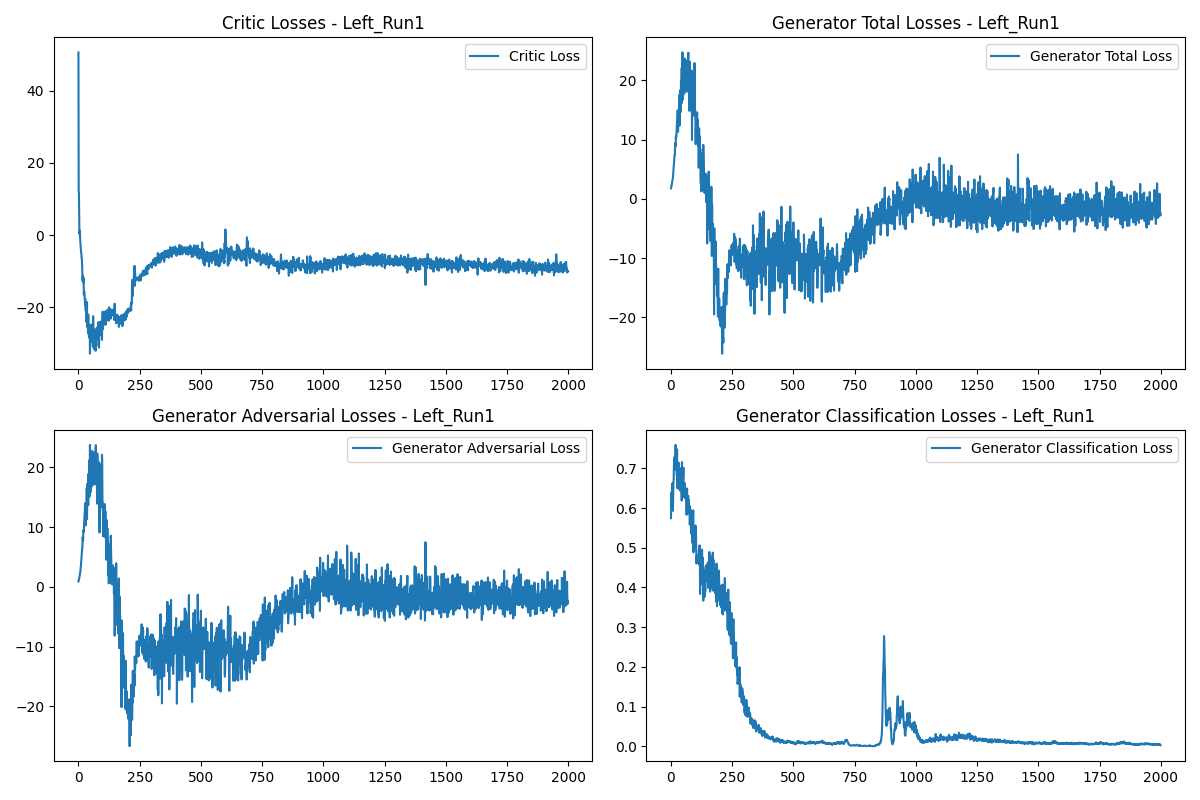 Critic Losses - Left_Run1
Critic Loss
40
20
0
−20
0 250 500 750 1000 1250 1500 1750 2000
Generator Total Losses - Left_Run1
Generator Total Loss
20
10
0
−10
−20
0 250 500 750 1000 1250 1500 1750 2000
Generator Adversarial Losses - Left_Run1
Generator Adversarial Loss
20
10
0
−10
−20
0 250 500 750 1000 1250 1500 1750 2000
Generator Classification Losses - Left_Run1
Generator Classification Loss
0.7
0.6
0.5
0.4
0.3
0.2
0.1
0.0
0 250 500 750 1000 1250 1500 1750 2000